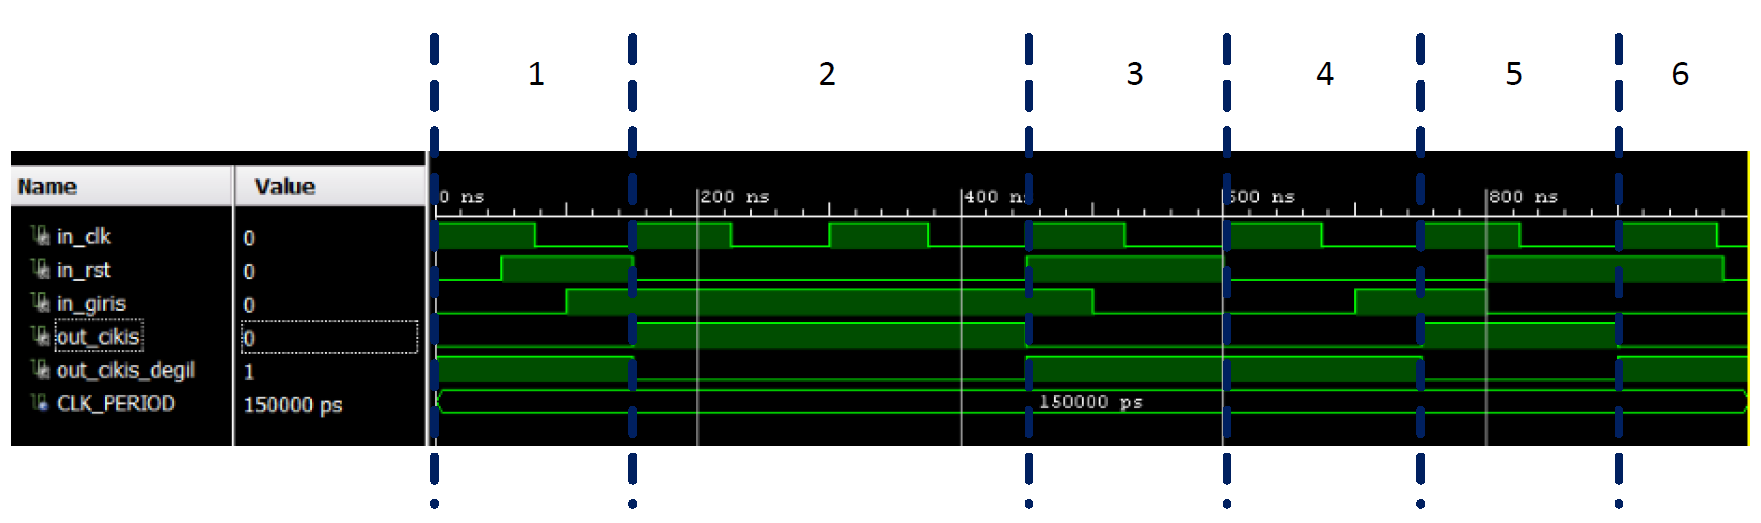 1 2 3 4 5 6
Name Value
0 ns 200 ns 400 ns 600 ns 800 ns
in_clk 0
in_rst 0
in_giris 0
out_cikis 0
out_cikis_degil 1
CLK_PERIOD 150000 ps 150000 ps